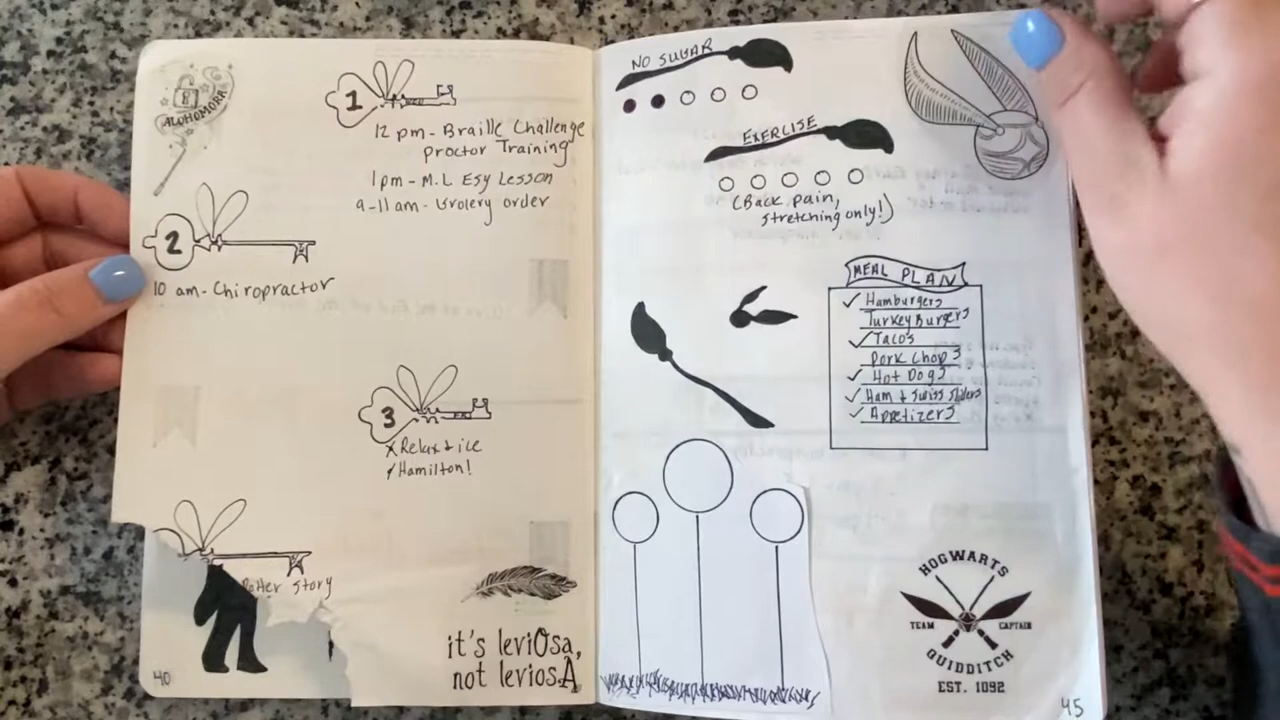 ALOHOMORA
1
12 pm - Braille Challenge
proctor Training
1pm - M.L Esy Lesson
9-11 am - Grolery order
2
10 am - Chiropractor
3
Relax & ice
Hamilton!
Potter Story
it's leviOsa,
not leviosA
40
NO SUGAR
EXERCISE
(Back pain,
stretching only!)
MEAL PLAN
Hamburgers
Turkey Burgers
Tacos
Pork Chops
Hot Dogs
Ham & Swiss Sliders
Appetizers
HOGWARTS
TEAM CAPTAIN
QUIDDITCH
EST. 1092
45